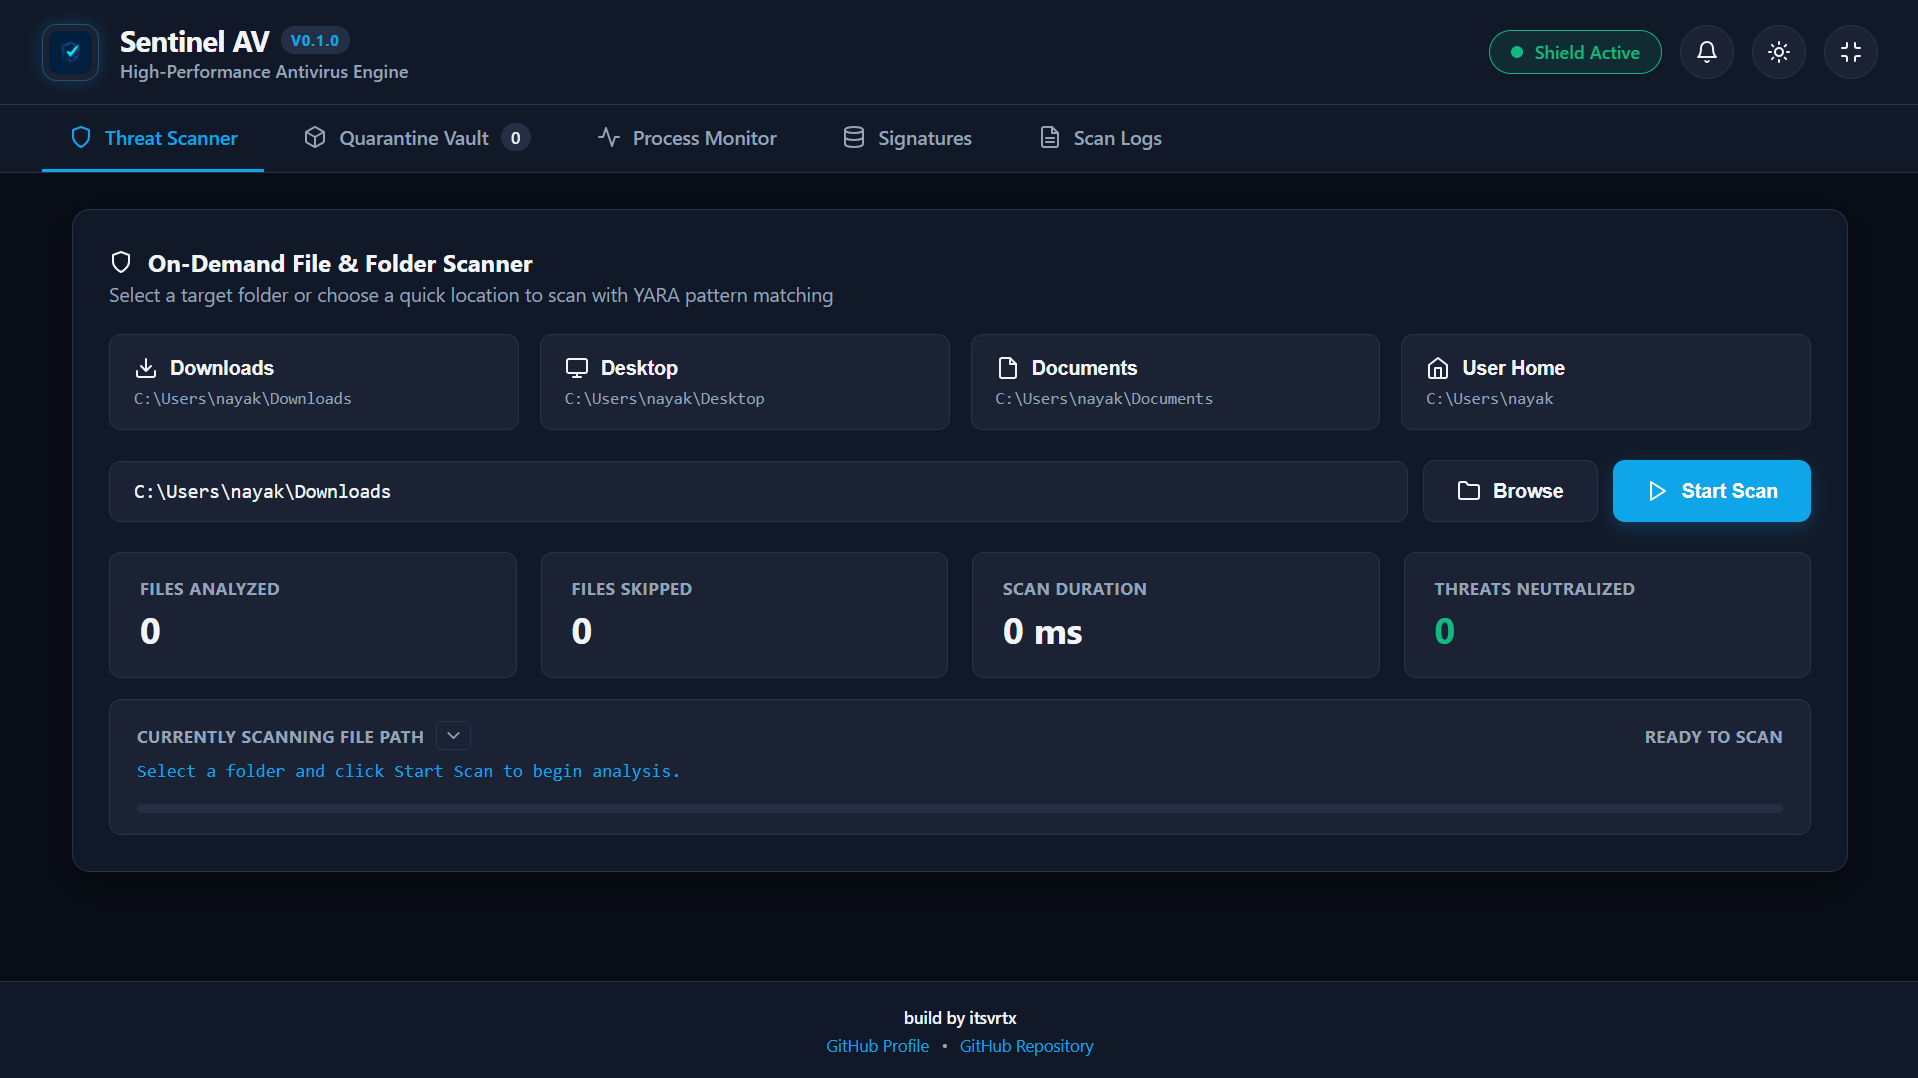 Sentinel AV V0.1.0
High-Performance Antivirus Engine
Shield Active
Threat Scanner
Quarantine Vault 0
Process Monitor
Signatures
Scan Logs
On-Demand File & Folder Scanner
Select a target folder or choose a quick location to scan with YARA pattern matching
Downloads
C:\Users\nayak\Downloads
Desktop
C:\Users\nayak\Desktop
Documents
C:\Users\nayak\Documents
User Home
C:\Users\nayak
C:\Users\nayak\Downloads
Browse
Start Scan
FILES ANALYZED
0
FILES SKIPPED
0
SCAN DURATION
0 ms
THREATS NEUTRALIZED
0
CURRENTLY SCANNING FILE PATH
READY TO SCAN
Select a folder and click Start Scan to begin analysis.
build by itsvrtx
GitHub Profile • GitHub Repository